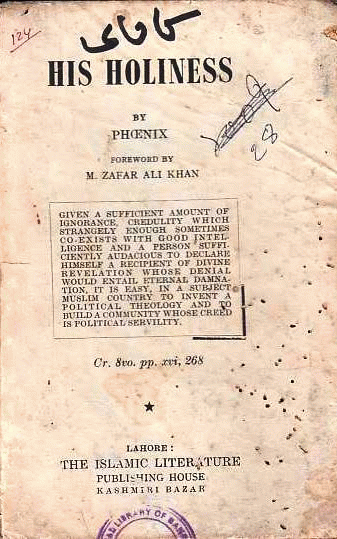 124
HIS HOLINESS
BY
PHŒNIX
FOREWORD BY
M. ZAFAR ALI KHAN
GIVEN A SUFFICIENT AMOUNT OF
IGNORANCE, CREDULITY WHICH
STRANGELY ENOUGH SOMETIMES
CO-EXISTS WITH GOOD INTEL-
LIGENCE AND A PERSON SUFFI-
CIENTLY AUDACIOUS TO DECLARE
HIMSELF A RECIPIENT OF DIVINE
REVELATION WHOSE DENIAL
WOULD ENTAIL ETERNAL DAMNA-
TION, IT IS EASY, IN A SUBJECT
MUSLIM COUNTRY TO INVENT A
POLITICAL THEOLOGY AND TO
BUILD A COMMUNITY WHOSE CREED
IS POLITICAL SERVILITY.
Cr. 8vo. pp. xvi, 268
LAHORE:
THE ISLAMIC LITERATURE
PUBLISHING HOUSE
KASHMIRI BAZAR
LIBRARY OF